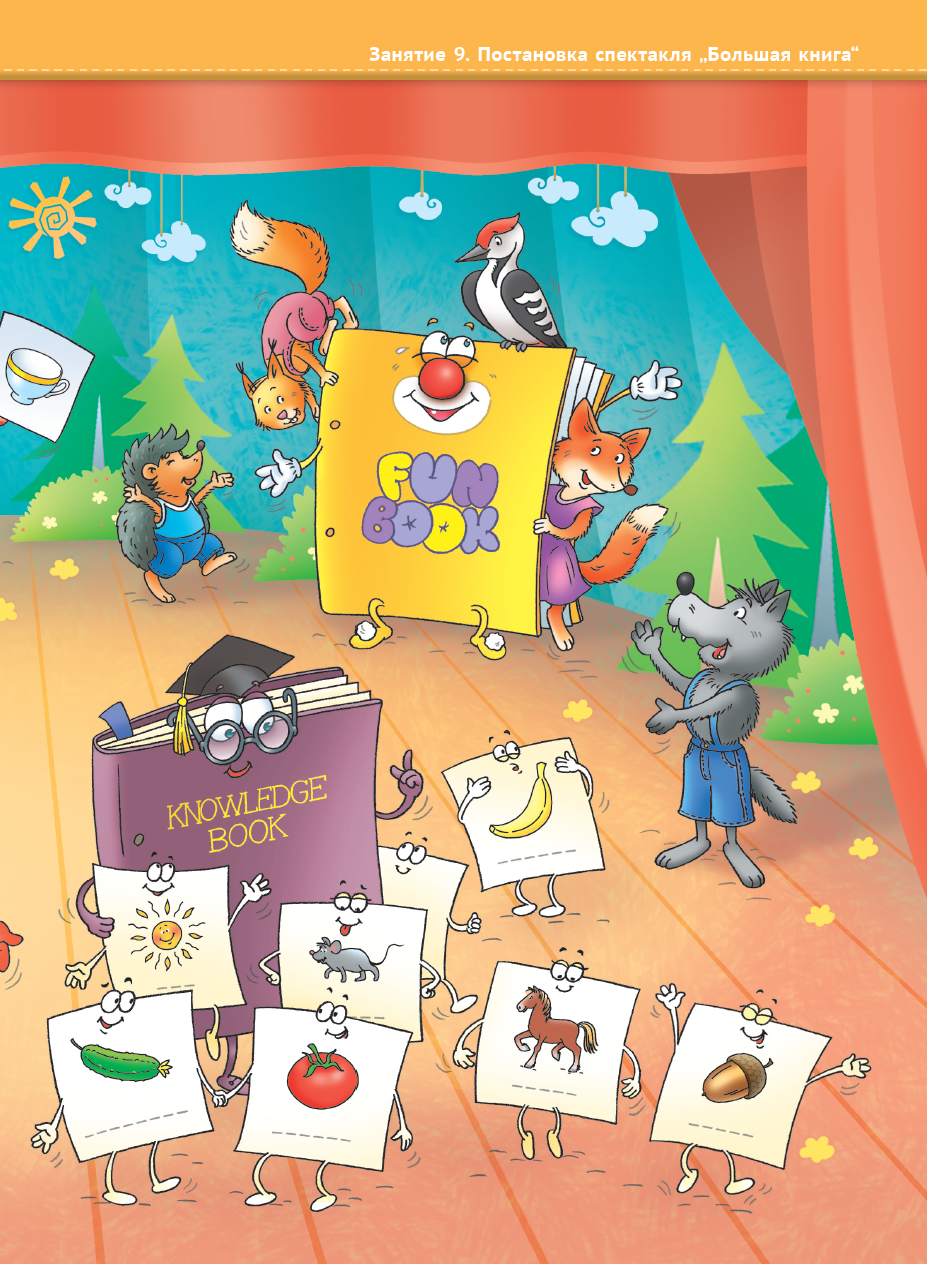 Занятие 9. Постановка спектакля „Большая книга“
FUN
BOOK
KNOWLEDGE
BOOK